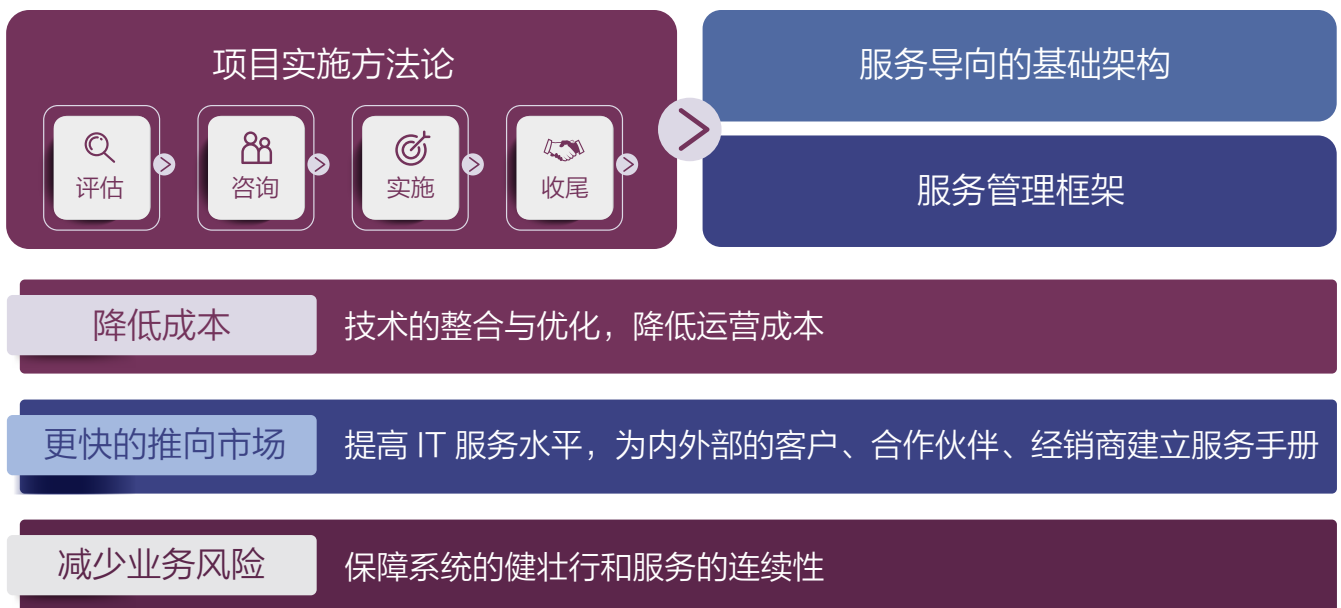 项目实施方法论
评估
咨询
实施
收尾
服务导向的基础架构
服务管理框架
降低成本
技术的整合与优化，降低运营成本
更快的推向市场
提高 IT 服务水平，为内外部的客户、合作伙伴、经销商建立服务手册
减少业务风险
保障系统的健壮行和服务的连续性